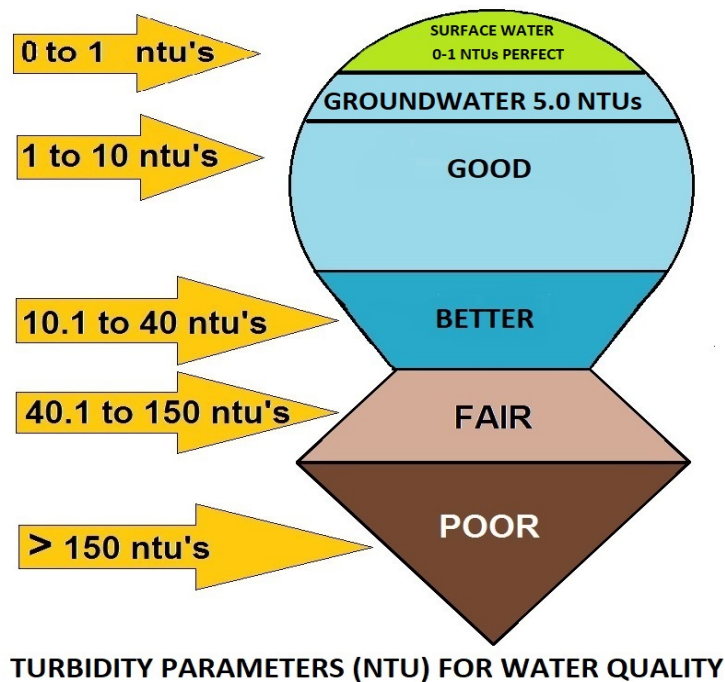 0 to 1 ntu's
SURFACE WATER
0-1 NTUs PERFECT
GROUNDWATER 5.0 NTUs
1 to 10 ntu's
GOOD
10.1 to 40 ntu's
BETTER
40.1 to 150 ntu's
FAIR
> 150 ntu's
POOR
TURBIDITY PARAMETERS (NTU) FOR WATER QUALITY